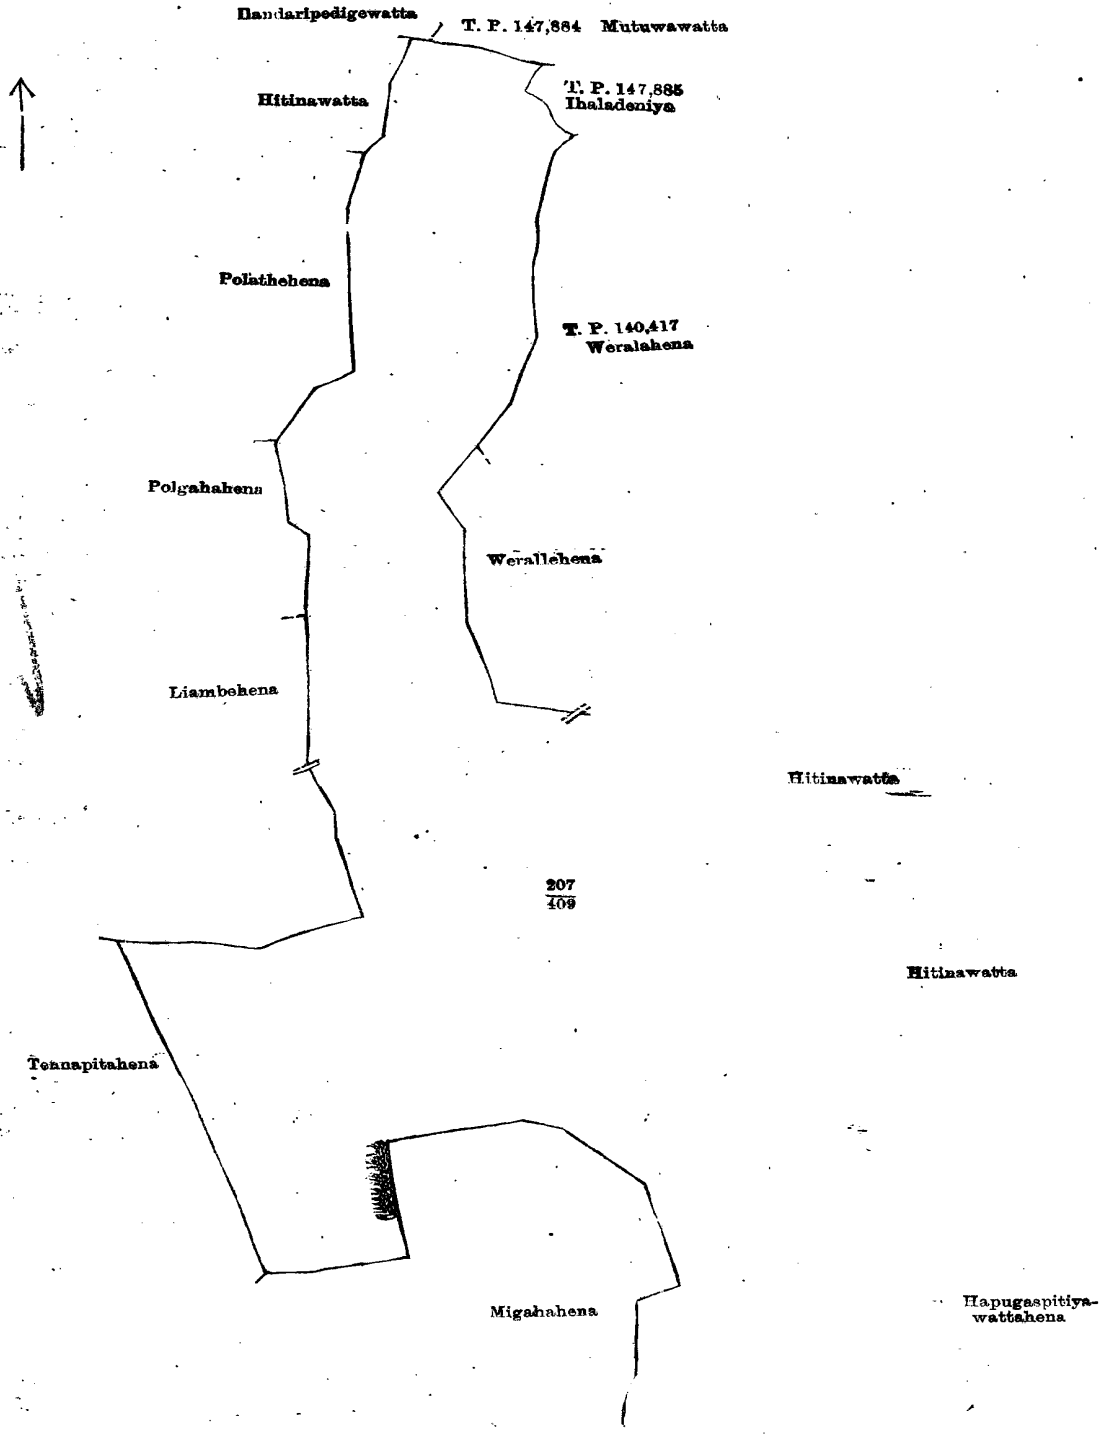 Dandaripedigewatta
T. P. 147,884 Mutuwawatta
T. P. 147,885
Ihaladeniya
Hitinawatta
Polathehena
T. P. 140,417
Weralahena
Polgahahena
Werallehena
Liambehena
Hitinawatta
207
409
Hitinawatta
Tennapitahena
Migahahena
Hapugaspitiya-
wattahena